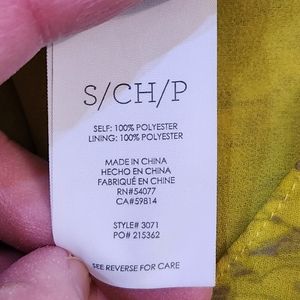 S/CH/P
SELF: 100% POLYESTER
LINING: 100% POLYESTER
MADE IN CHINA
HECHO EN CHINA
FABRIQUÉ EN CHINE
RN#54077
CA#59814
STYLE# 3071
PO# 215362
SEE REVERSE FOR CARE